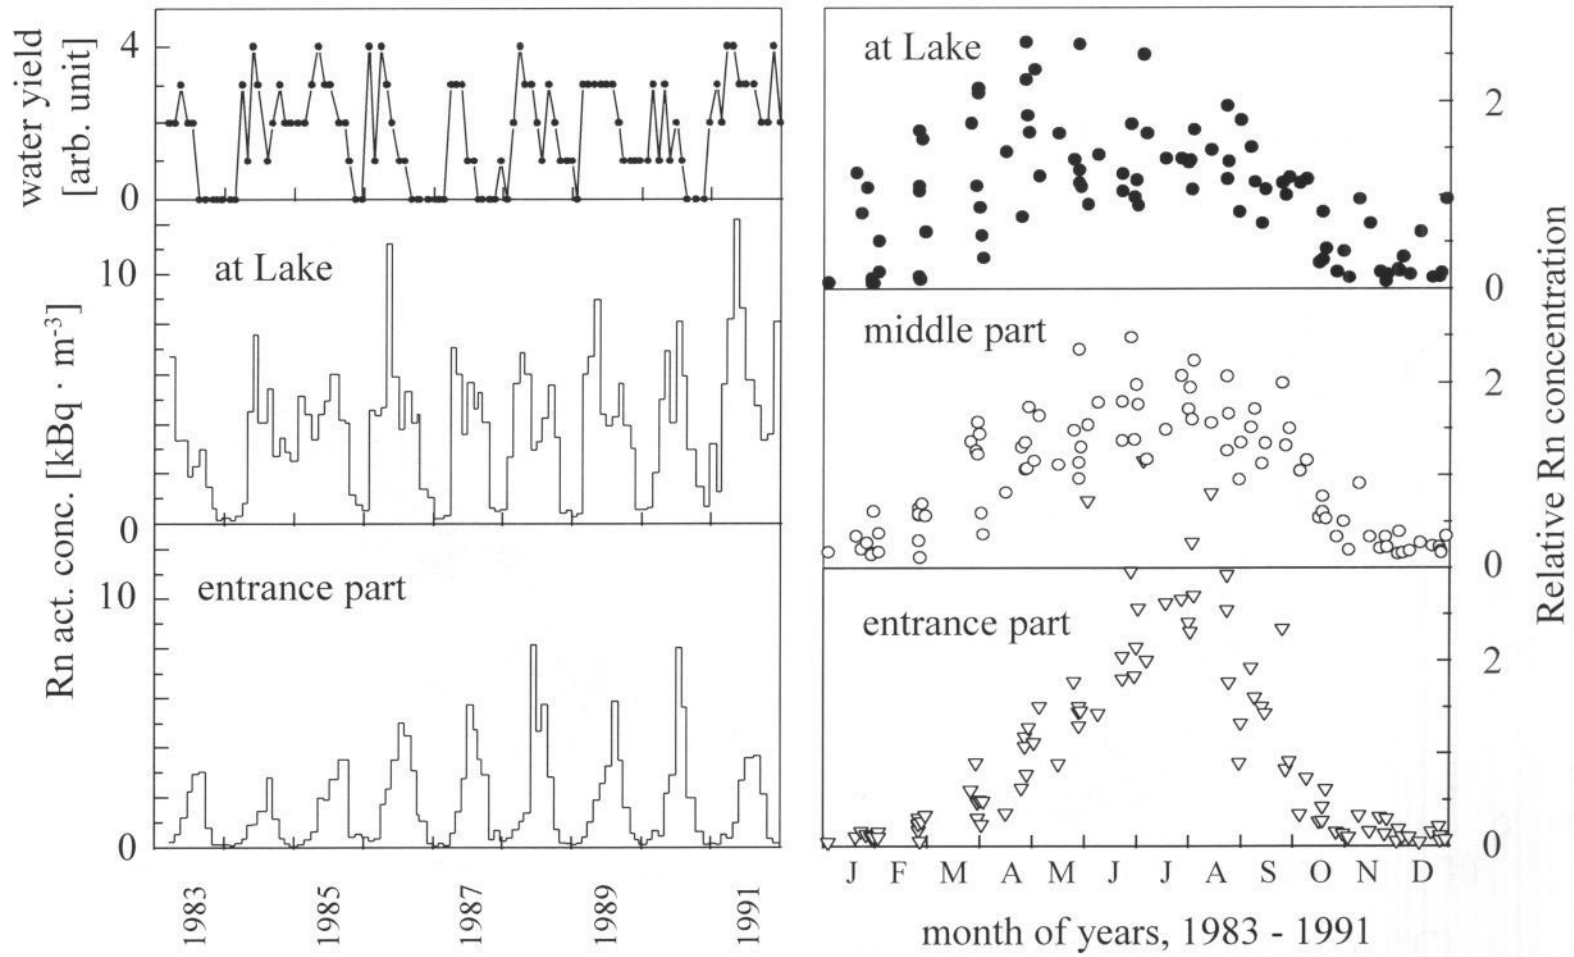 water yield
[arb. unit]
4
0
at Lake
10
0
entrance part
10
0
Rn act. conc. [kBq · m⁻³]
1983
1985
1987
1989
1991
at Lake
2
0
middle part
2
0
entrance part
2
0
Relative Rn concentration
J F M A M J J A S O N D
month of years, 1983 - 1991